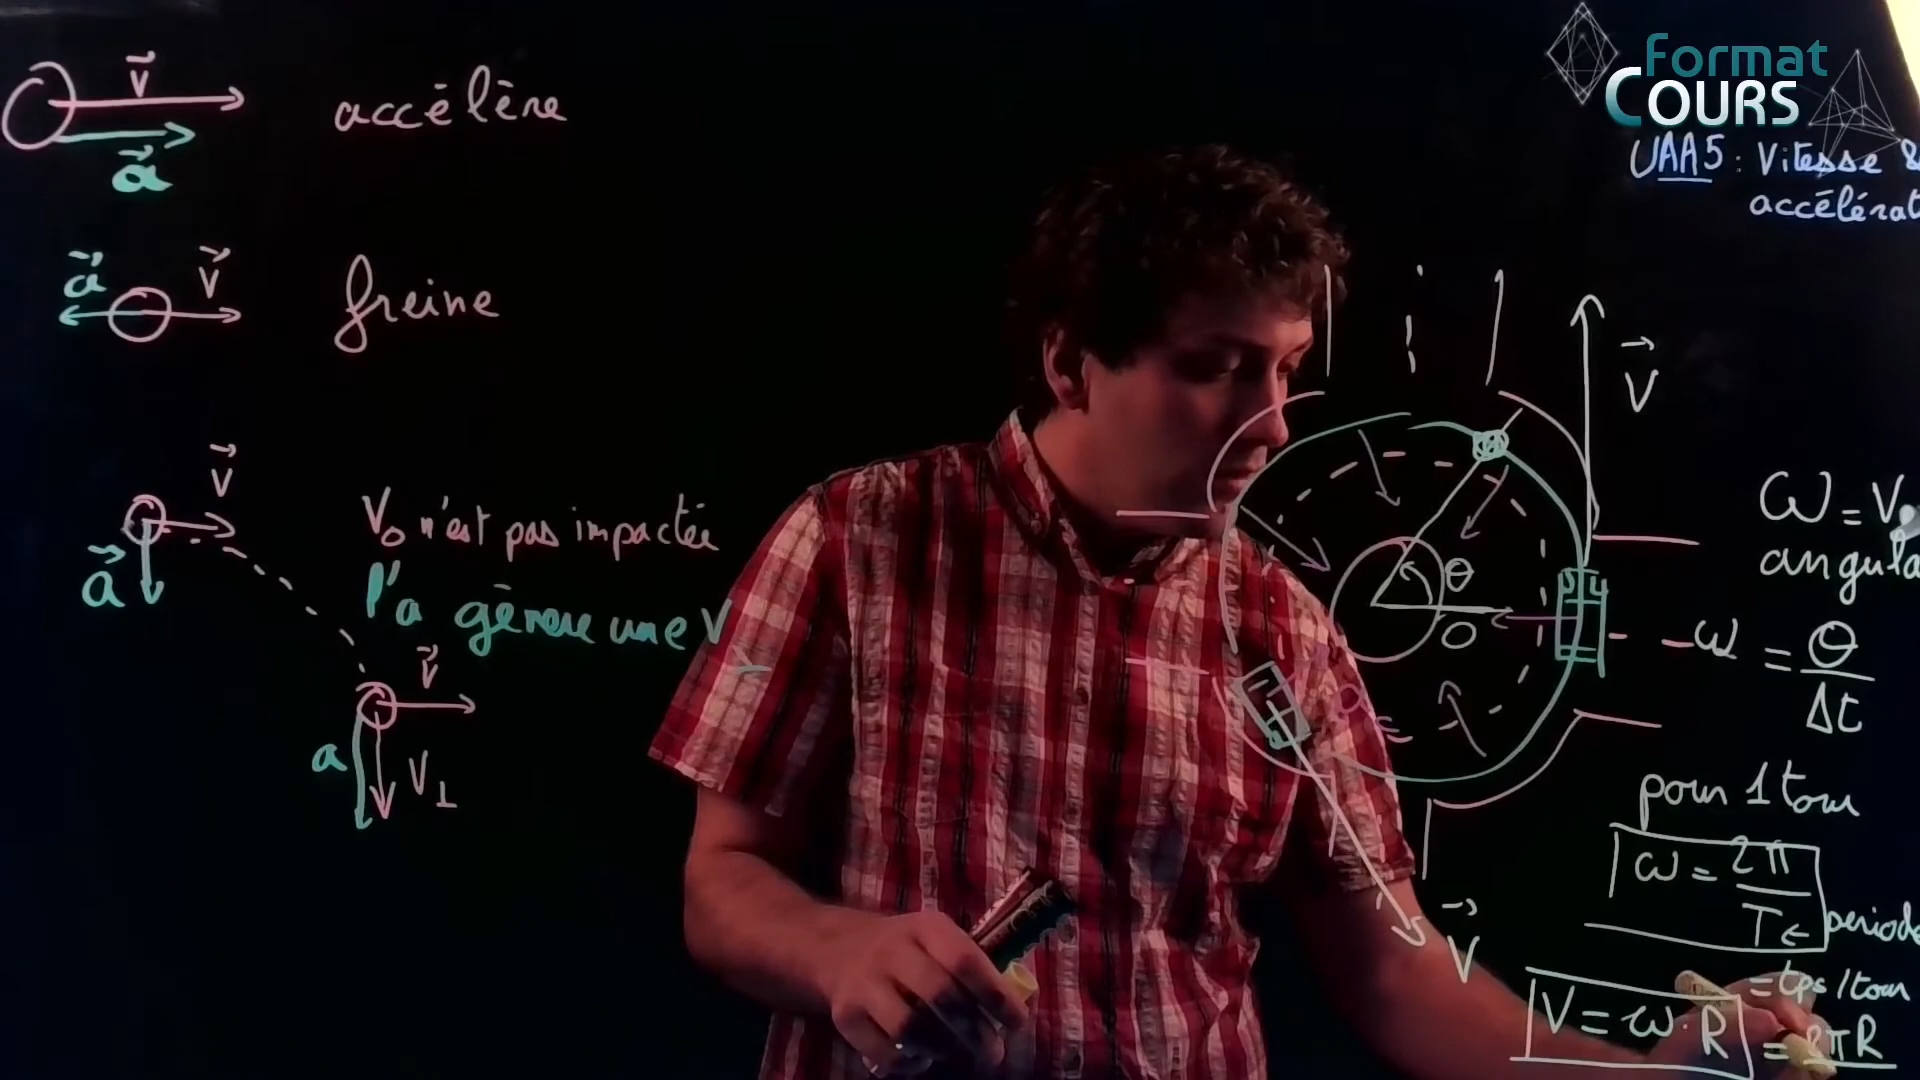 Format
Cours
UAA5 : Vitesse &
accélérat
v
a
accélère
a
v
freine
v
a
V₀ n'est pas impactée
l'a génère une V
v
a
V⊥
v
θ
O
ω = V
angula
ω = θ
Δt
pour 1 tour
ω = 2π
T ← période
= tps/tour
V = ω · R
= 2πR
v